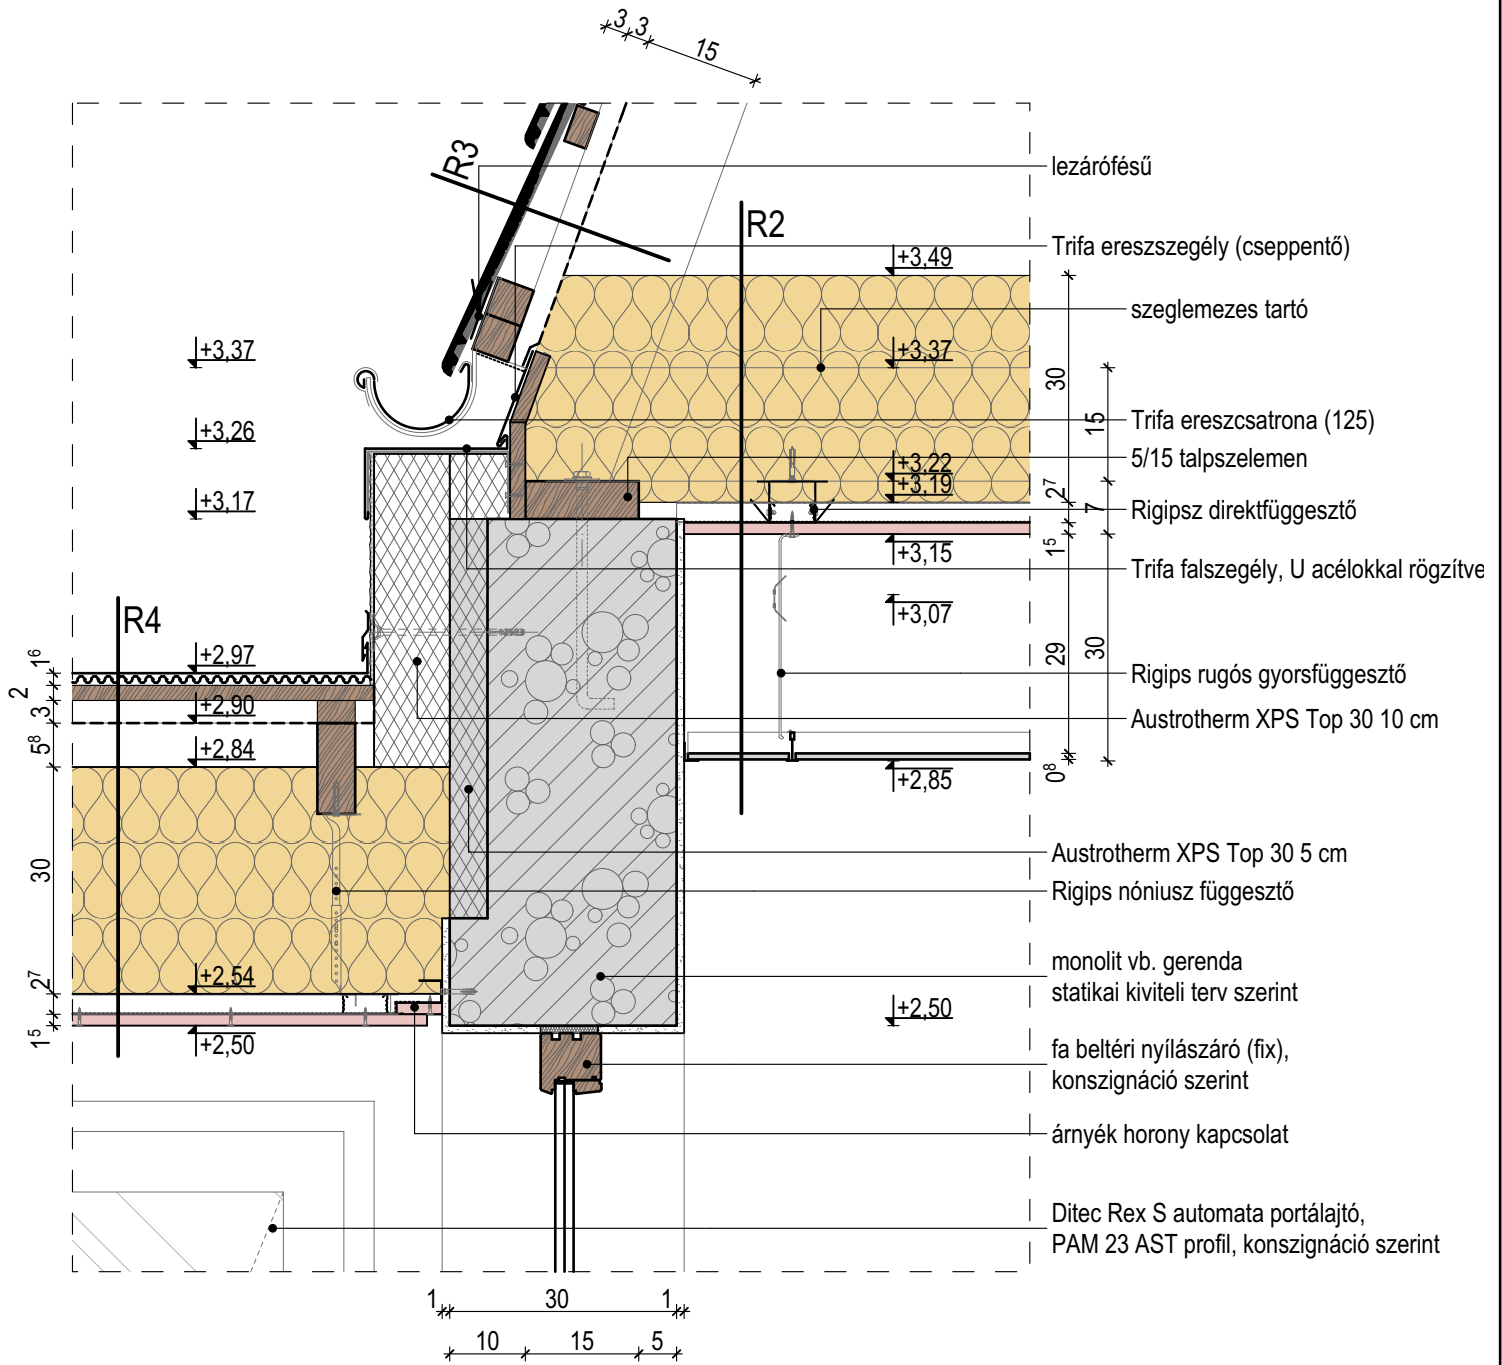 3 3 15
R3
R2
R4
lezárófésű
Trifa ereszszegély (cseppentő)
szeglemezes tartó
Trifa ereszcsatrona (125)
5/15 talpszelemen
Rigipsz direktfüggesztő
Trifa falszegély, U acélokkal rögzítve
Rigips rugós gyorsfüggesztő
Austrotherm XPS Top 30 10 cm
Austrotherm XPS Top 30 5 cm
Rigips nóniusz függesztő
monolit vb. gerenda
statikai kiviteli terv szerint
fa beltéri nyílászáró (fix),
konszignáció szerint
árnyék horony kapcsolat
Ditec Rex S automata portálajtó,
PAM 23 AST profil, konszignáció szerint
+3,37
+3,26
+3,17
+2,97
+2,90
+2,84
+2,54
+2,50
+3,49
+3,37
+3,22
+3,19
+3,15
+3,07
+2,85
+2,50
1⁶
2
3
5⁸
30
2⁷
1⁵
30
2⁷
1⁵
29
0⁸
15
7
30
1 30 1
10 15 5